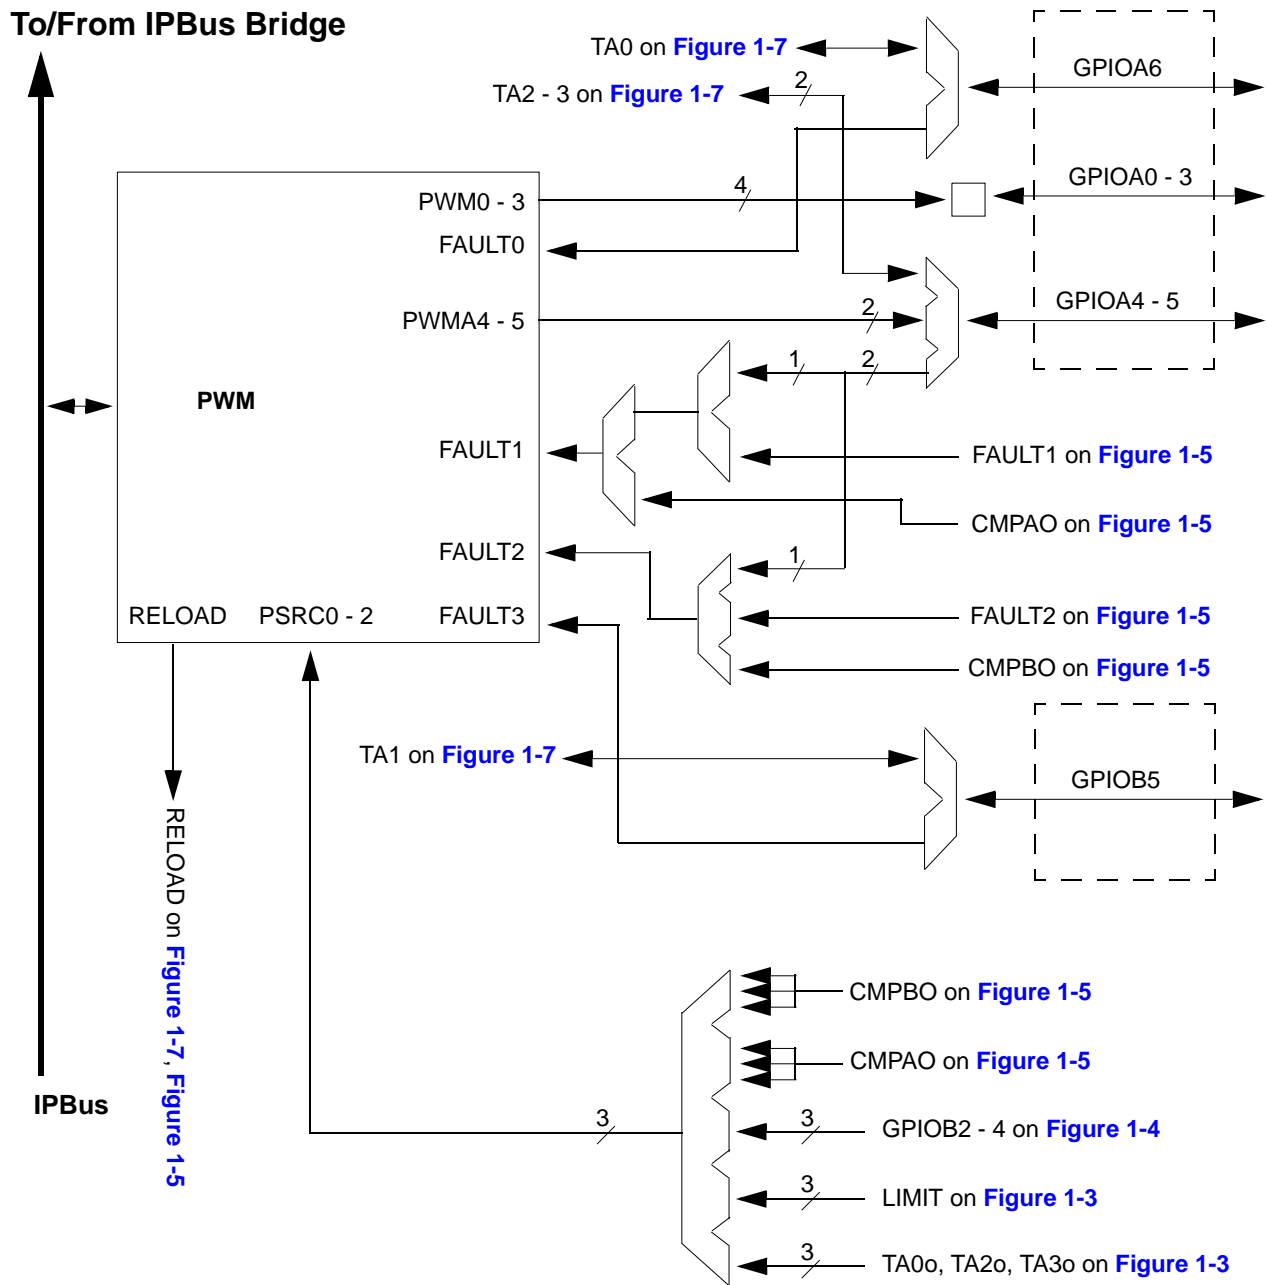 To/From IPBus Bridge
TA0 on Figure 1-7
GPIOA6
TA2 - 3 on Figure 1-7
2
PWM0 - 3
4
GPIOA0 - 3
FAULT0
PWMA4 - 5
2
GPIOA4 - 5
1
2
PWM
FAULT1
FAULT1 on Figure 1-5
CMPAO on Figure 1-5
FAULT2
1
RELOAD
PSRC0 - 2
FAULT3
FAULT2 on Figure 1-5
CMPBO on Figure 1-5
TA1 on Figure 1-7
GPIOB5
RELOAD on Figure 1-7, Figure 1-5
CMPBO on Figure 1-5
CMPAO on Figure 1-5
IPBus
3
3
GPIOB2 - 4 on Figure 1-4
3
LIMIT on Figure 1-3
3
TA0o, TA2o, TA3o on Figure 1-3